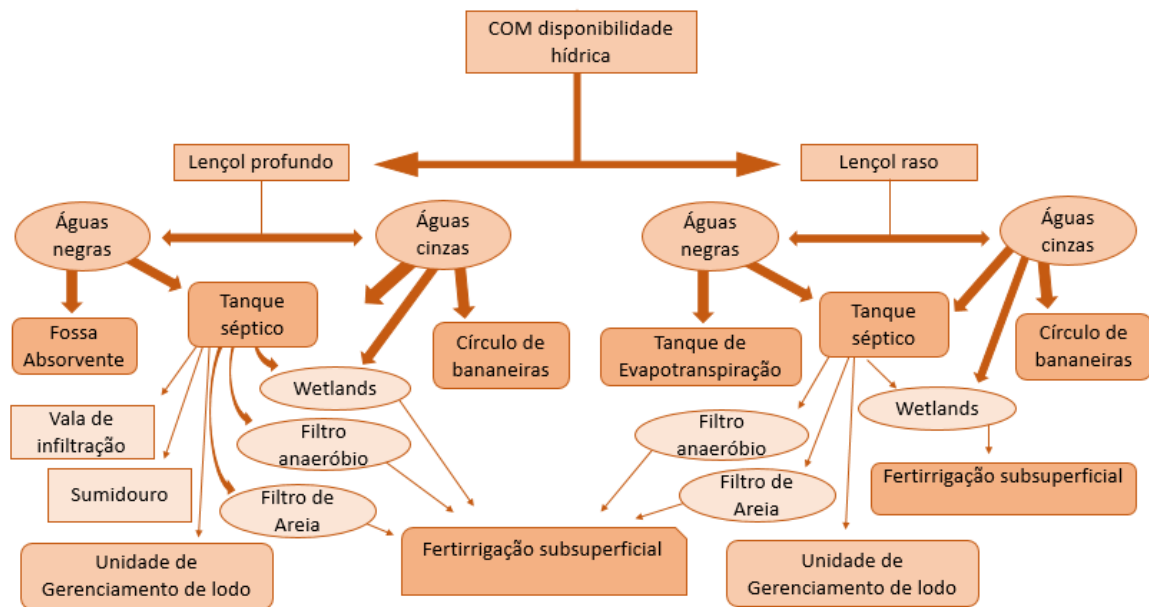 COM disponibilidade
hídrica
Lençol profundo
Lençol raso
Águas
negras
Águas
cinzas
Águas
negras
Águas
cinzas
Fossa
Absorvente
Tanque
séptico
Círculo de
bananeiras
Tanque de
Evapotranspiração
Tanque
séptico
Círculo de
bananeiras
Wetlands
Wetlands
Vala de
infiltração
Filtro
anaeróbio
Filtro
anaeróbio
Sumidouro
Filtro de
Areia
Filtro de
Areia
Fertirrigação subsuperficial
Unidade de
Gerenciamento de lodo
Fertirrigação subsuperficial
Unidade de
Gerenciamento de lodo